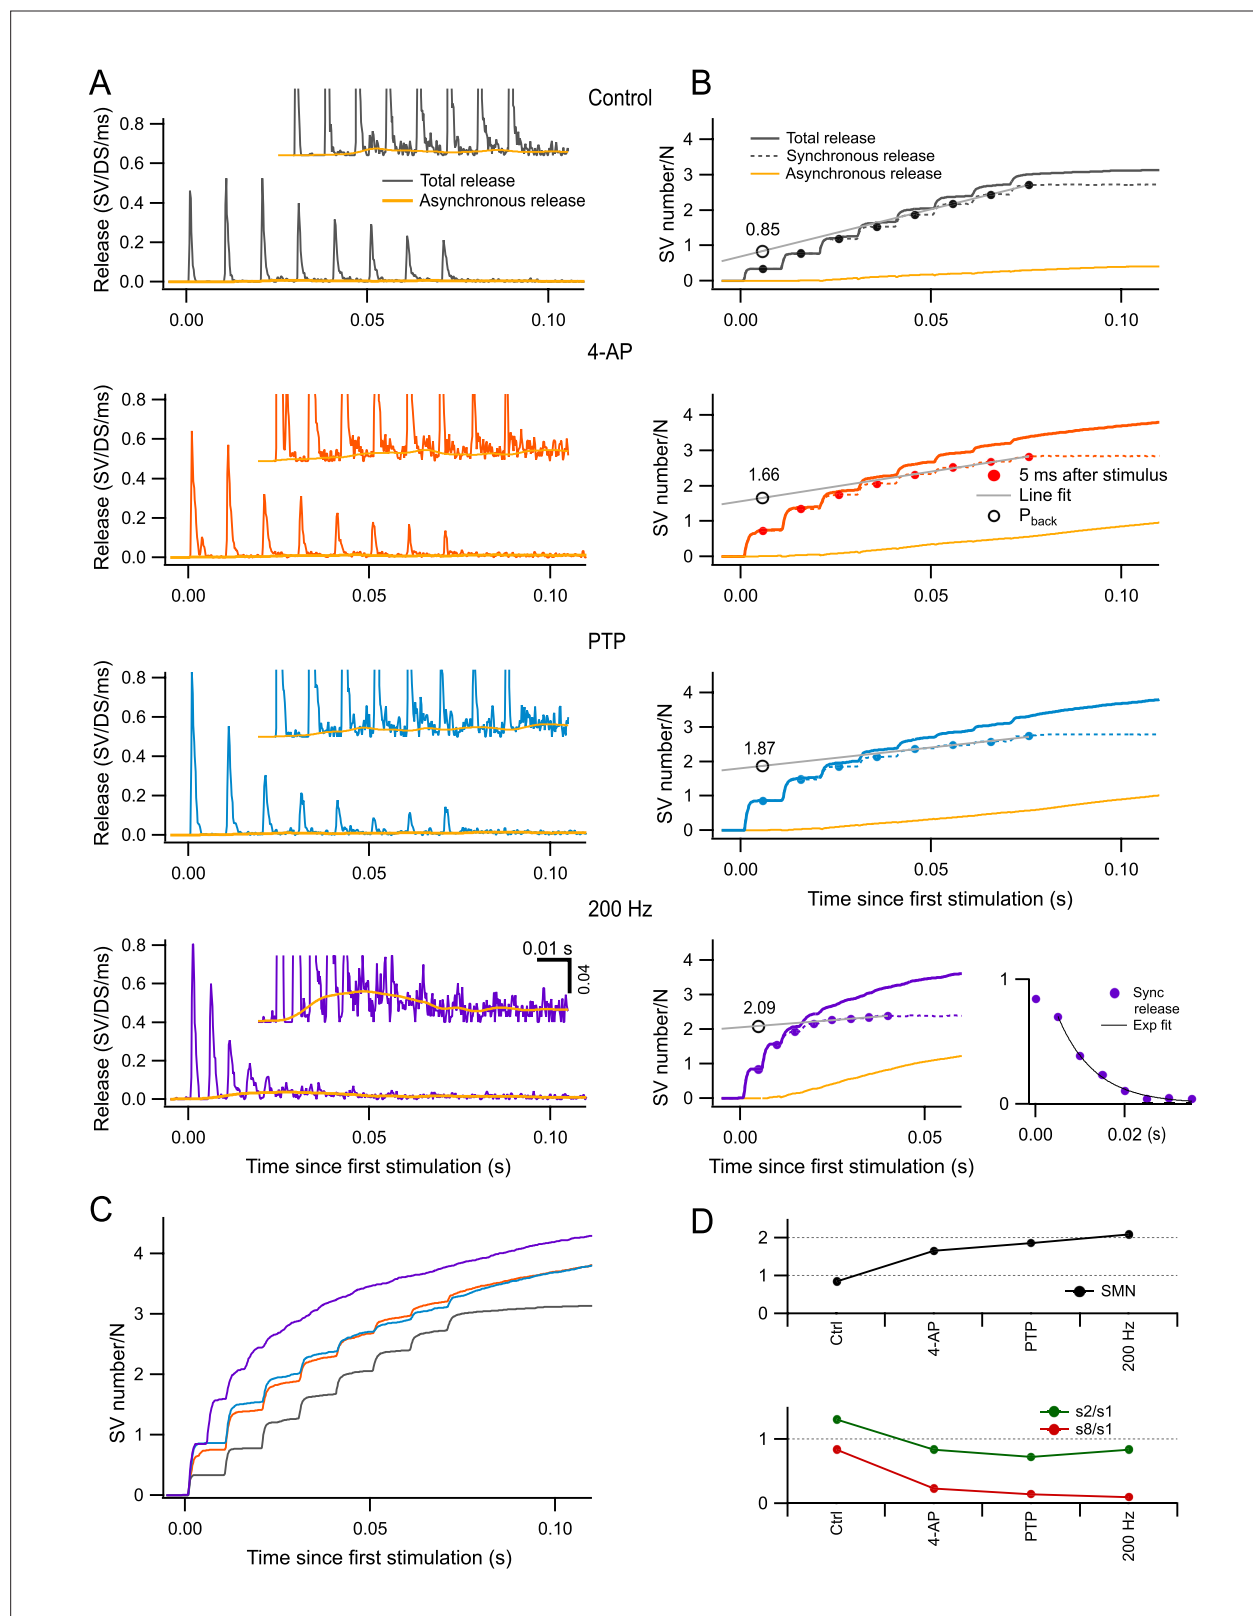 A
Control
Release (SV/DS/ms)
0.8
0.6
0.4
0.2
0.0
Total release
Asynchronous release
0.00
0.05
0.10
B
SV number/N
4
3
2
1
0
Total release
Synchronous release
Asynchronous release
0.85
0.00
0.05
0.10
4-AP
Release (SV/DS/ms)
0.8
0.6
0.4
0.2
0.0
0.00
0.05
0.10
SV number/N
4
3
2
1
0
1.66
5 ms after stimulus
Line fit
Pback
0.00
0.05
0.10
PTP
Release (SV/DS/ms)
0.8
0.6
0.4
0.2
0.0
0.00
0.05
0.10
SV number/N
4
3
2
1
0
1.87
0.00
0.05
0.10
Time since first stimulation (s)
200 Hz
Release (SV/DS/ms)
0.8
0.6
0.4
0.2
0.0
0.01 s
0.04
0.00
0.05
0.10
Time since first stimulation (s)
SV number/N
4
3
2
1
0
2.09
0.00
0.05
Time since first stimulation (s)
1
0
Sync
release
Exp fit
0.00
0.02 (s)
C
SV number/N
4
3
2
1
0
0.00
0.05
0.10
Time since first stimulation (s)
D
2
1
0
SMN
Ctrl
4-AP
PTP
200 Hz
s2/s1
s8/s1
1
0
Ctrl
4-AP
PTP
200 Hz